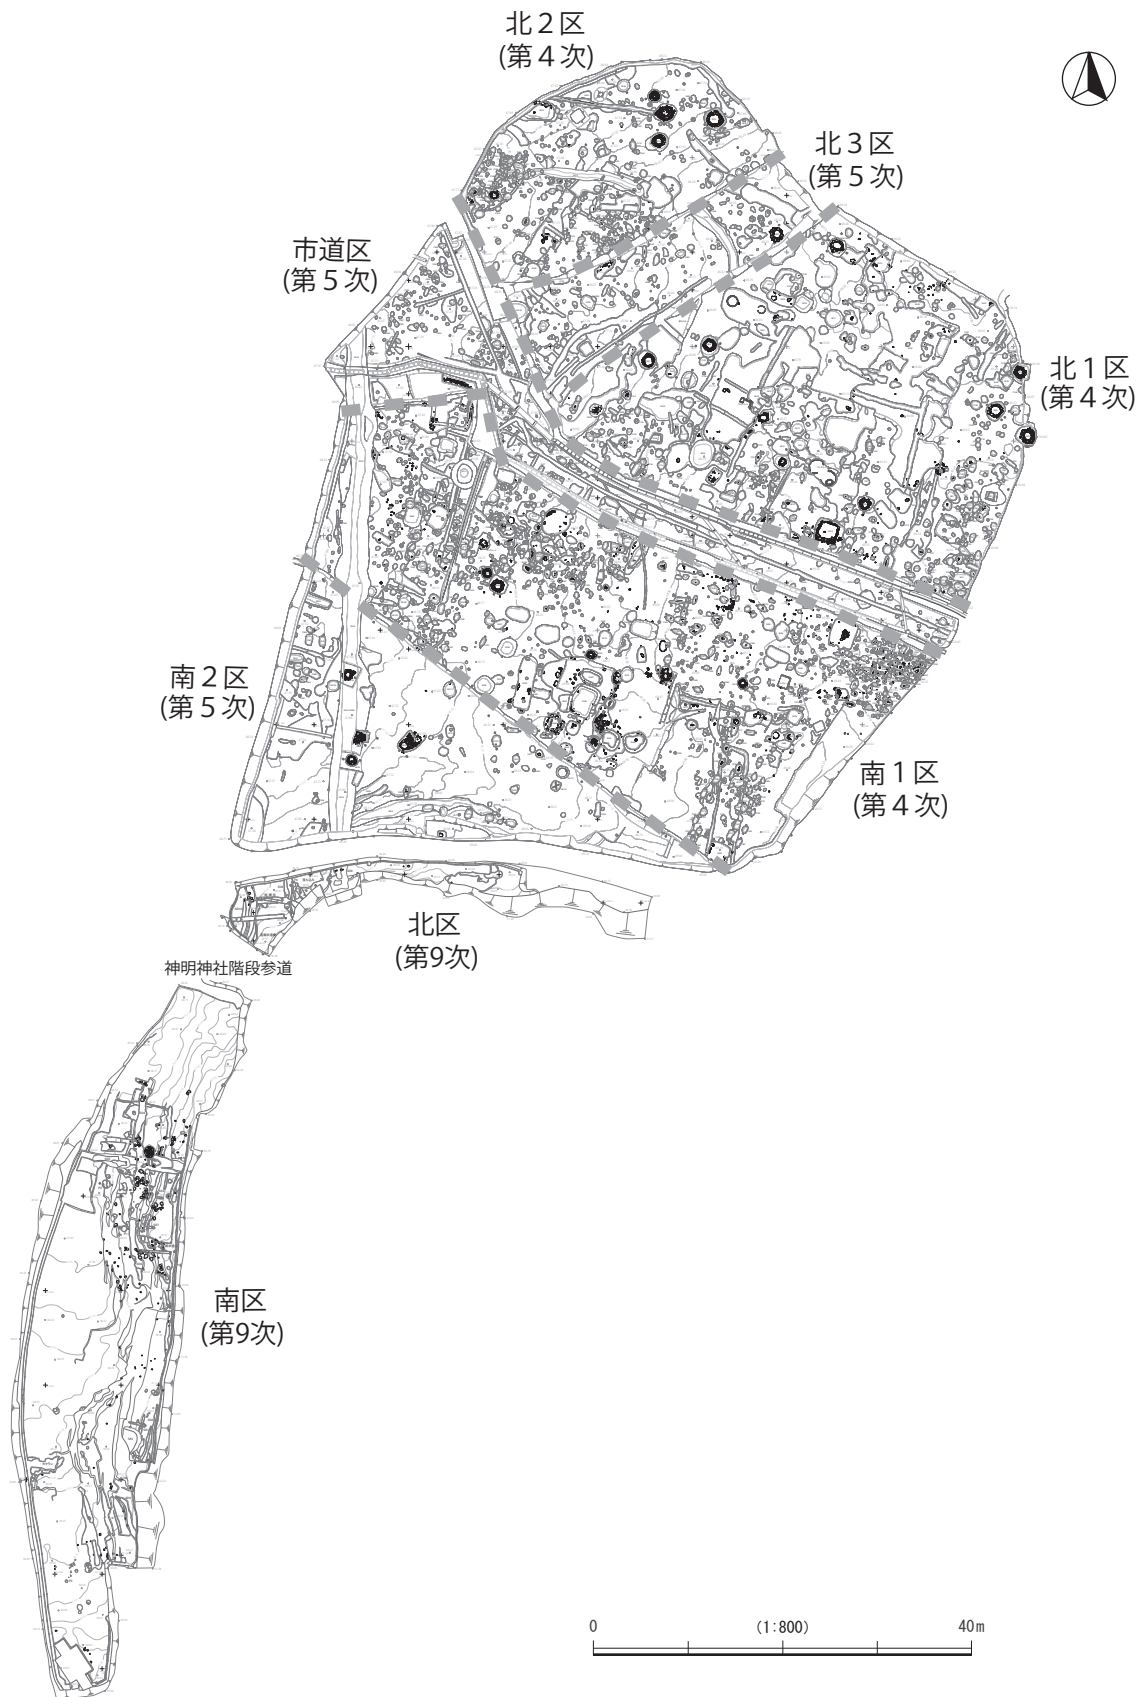 北２区
(第４次)
北３区
(第５次)
市道区
(第５次)
北１区
(第４次)
南２区
(第５次)
南１区
(第４次)
北区
(第9次)
神明神社階段参道
南区
(第9次)
0 (1:800) 40m